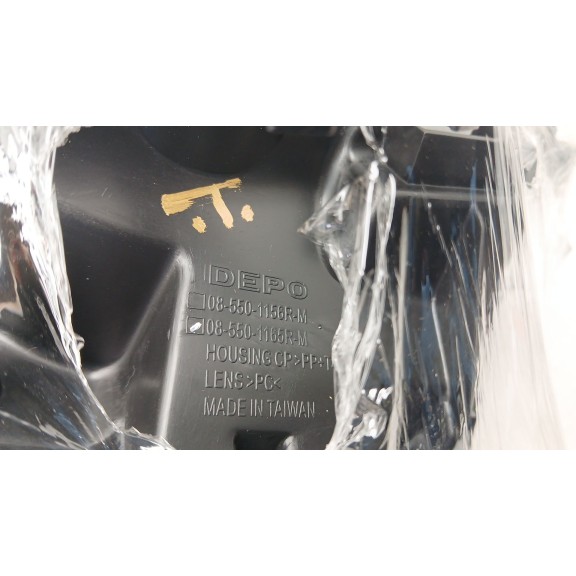 DEPO
08-550-1156R-M
08-550-1165R-M
HOUSING CP>PP+T
LENS>PC<
MADE IN TAIWAN